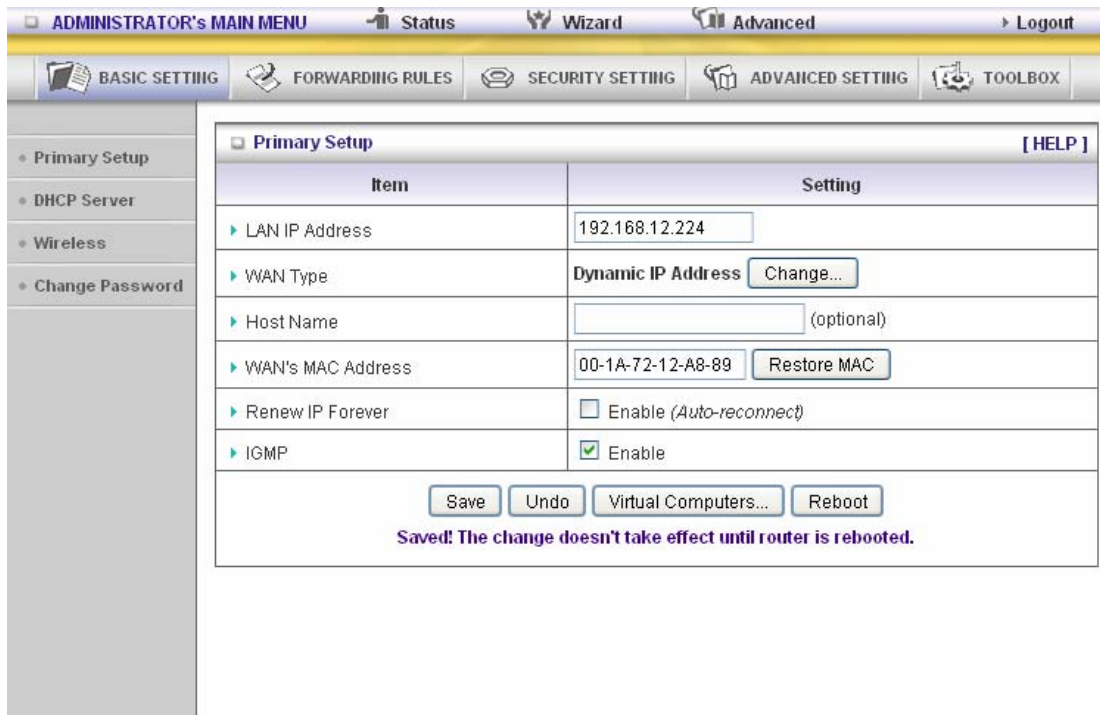 ADMINISTRATOR's MAIN MENU Status Wizard Advanced Logout
BASIC SETTING FORWARDING RULES SECURITY SETTING ADVANCED SETTING TOOLBOX
Primary Setup
DHCP Server
Wireless
Change Password
Primary Setup [ HELP ]
Item Setting
LAN IP Address 192.168.12.224
WAN Type Dynamic IP Address Change...
Host Name (optional)
WAN's MAC Address 00-1A-72-12-A8-89 Restore MAC
Renew IP Forever Enable (Auto-reconnect)
IGMP Enable
Save Undo Virtual Computers... Reboot
Saved! The change doesn't take effect until router is rebooted.